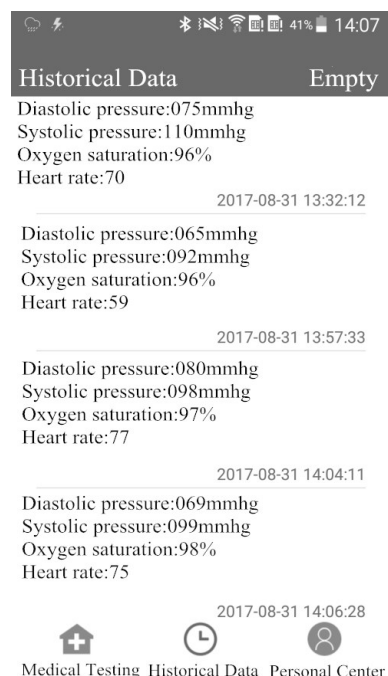 41% 14:07
Historical Data Empty
Diastolic pressure:075mmhg
Systolic pressure:110mmhg
Oxygen saturation:96%
Heart rate:70
2017-08-31 13:32:12
Diastolic pressure:065mmhg
Systolic pressure:092mmhg
Oxygen saturation:96%
Heart rate:59
2017-08-31 13:57:33
Diastolic pressure:080mmhg
Systolic pressure:098mmhg
Oxygen saturation:97%
Heart rate:77
2017-08-31 14:04:11
Diastolic pressure:069mmhg
Systolic pressure:099mmhg
Oxygen saturation:98%
Heart rate:75
2017-08-31 14:06:28
Medical Testing Historical Data Personal Center